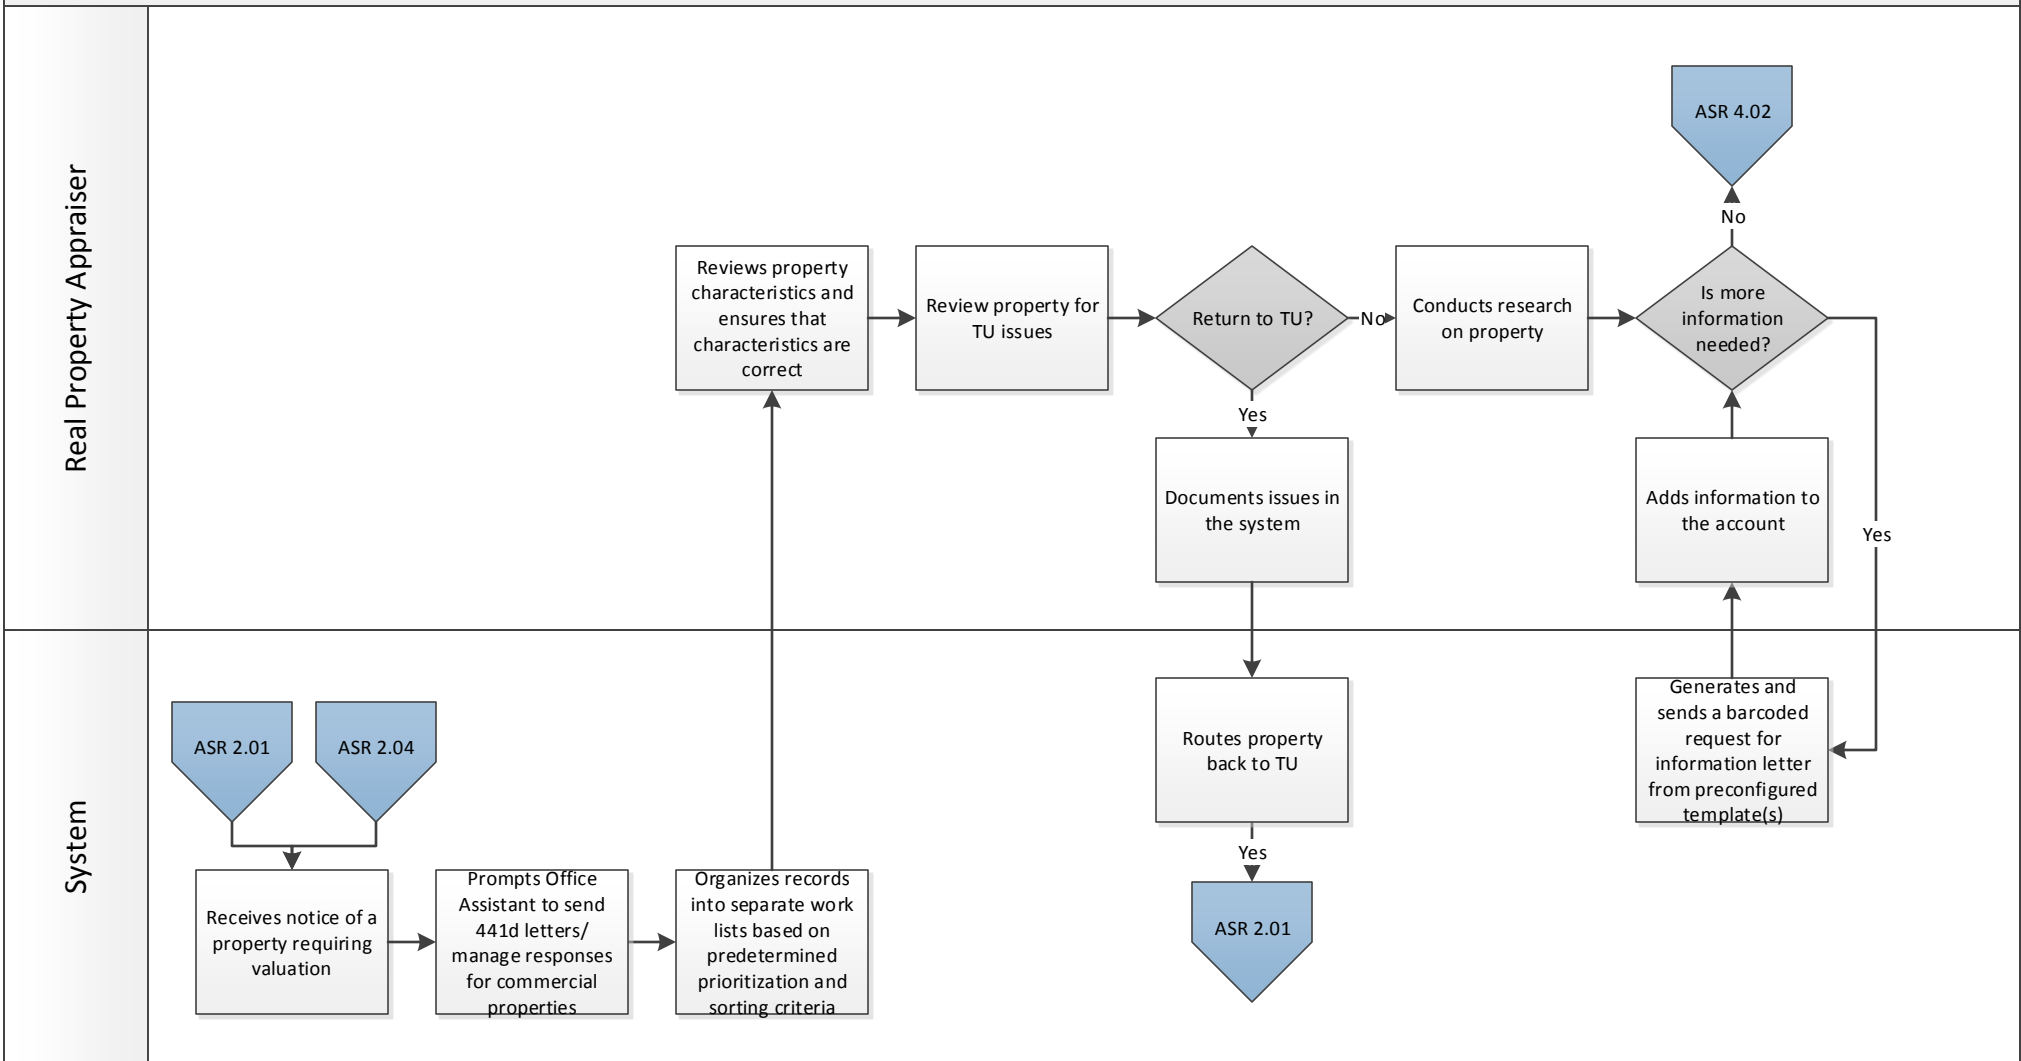 Real Property Appraiser
ASR 4.02
No
Reviews property
characteristics and
ensures that
characteristics are
correct
Review property for
TU issues
Return to TU?
No
Conducts research
on property
Is more
information
needed?
Yes
Documents issues in
the system
Adds information to
the account
Yes
System
ASR 2.01
ASR 2.04
Receives notice of a
property requiring
valuation
Prompts Office
Assistant to send
441d letters/
manage responses
for commercial
properties
Organizes records
into separate work
lists based on
predetermined
prioritization and
sorting criteria
Routes property
back to TU
Yes
ASR 2.01
Generates and
sends a barcoded
request for
information letter
from preconfigured
template(s)